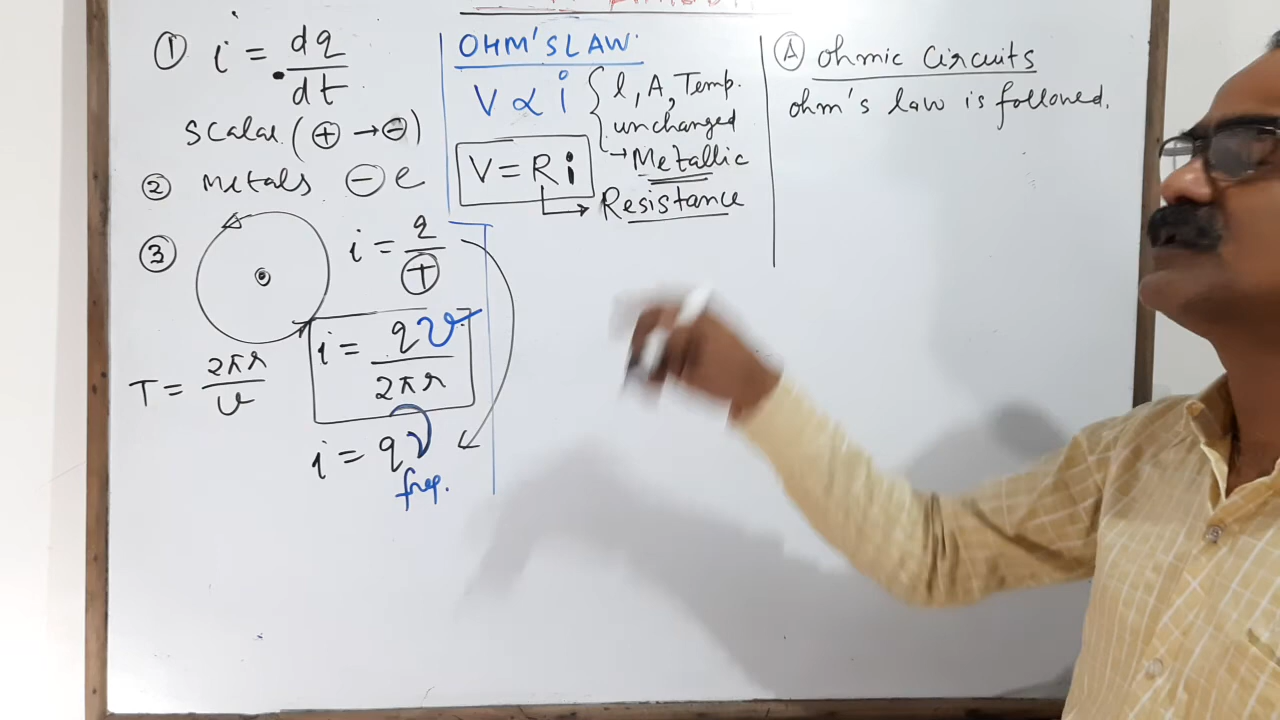 ① i = dq/dt
scalar (⊕ → ⊖)
② metals ⊖ e
③ i = q/T
i = qv/2πr
T = 2πr/v
i = qν
freq.
OHM'S LAW.
V ∝ i { l, A, Temp.
unchanged
→ Metallic
V = Ri
→ Resistance
Ⓐ ohmic circuits
ohm's law is followed.